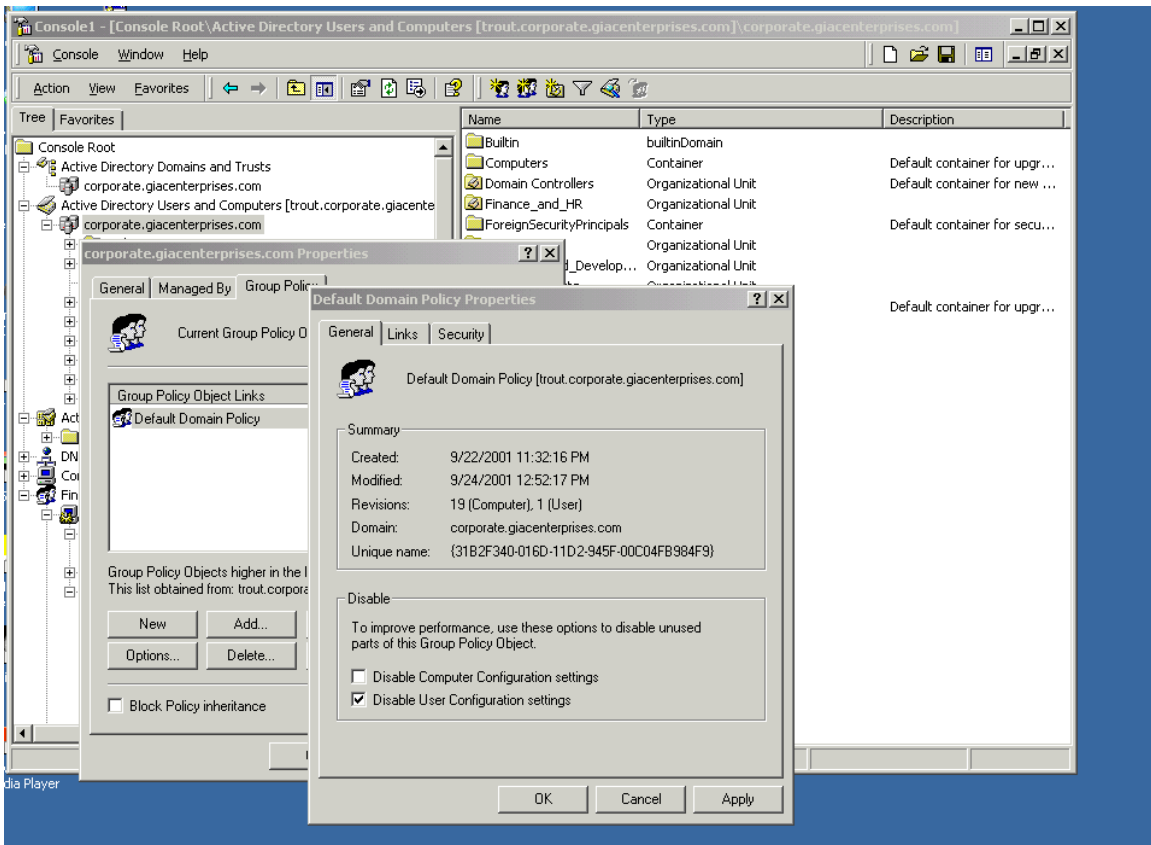 Console1 - [Console Root\Active Directory Users and Computers [trout.corporate.giacenterprises.com]\corporate.giacenterprises.com]
Console Window Help
Action View Favorites
Tree Favorites
Name Type Description
Console Root
Active Directory Domains and Trusts
corporate.giacenterprises.com
Active Directory Users and Computers [trout.corporate.giacente
corporate.giacenterprises.com
Act
DN
Fin
Builtin builtinDomain
Computers Container Default container for upgr...
Domain Controllers Organizational Unit Default container for new ...
Finance_and_HR Organizational Unit
ForeignSecurityPrincipals Container Default container for secu...
Organizational Unit
d_Develop... Organizational Unit
Default container for upgr...
corporate.giacenterprises.com Properties
General Managed By Group Policy
Current Group Policy O
Group Policy Object Links
Default Domain Policy
Group Policy Objects higher in the l
This list obtained from: trout.corpora
New Add...
Options... Delete...
Block Policy inheritance
Default Domain Policy Properties
General Links Security
Default Domain Policy [trout.corporate.giacenterprises.com]
Summary
Created: 9/22/2001 11:32:16 PM
Modified: 9/24/2001 12:52:17 PM
Revisions: 19 (Computer), 1 (User)
Domain: corporate.giacenterprises.com
Unique name: {31B2F340-016D-11D2-945F-00C04FB984F9}
Disable
To improve performance, use these options to disable unused
parts of this Group Policy Object.
Disable Computer Configuration settings
Disable User Configuration settings
OK Cancel Apply
dia Player